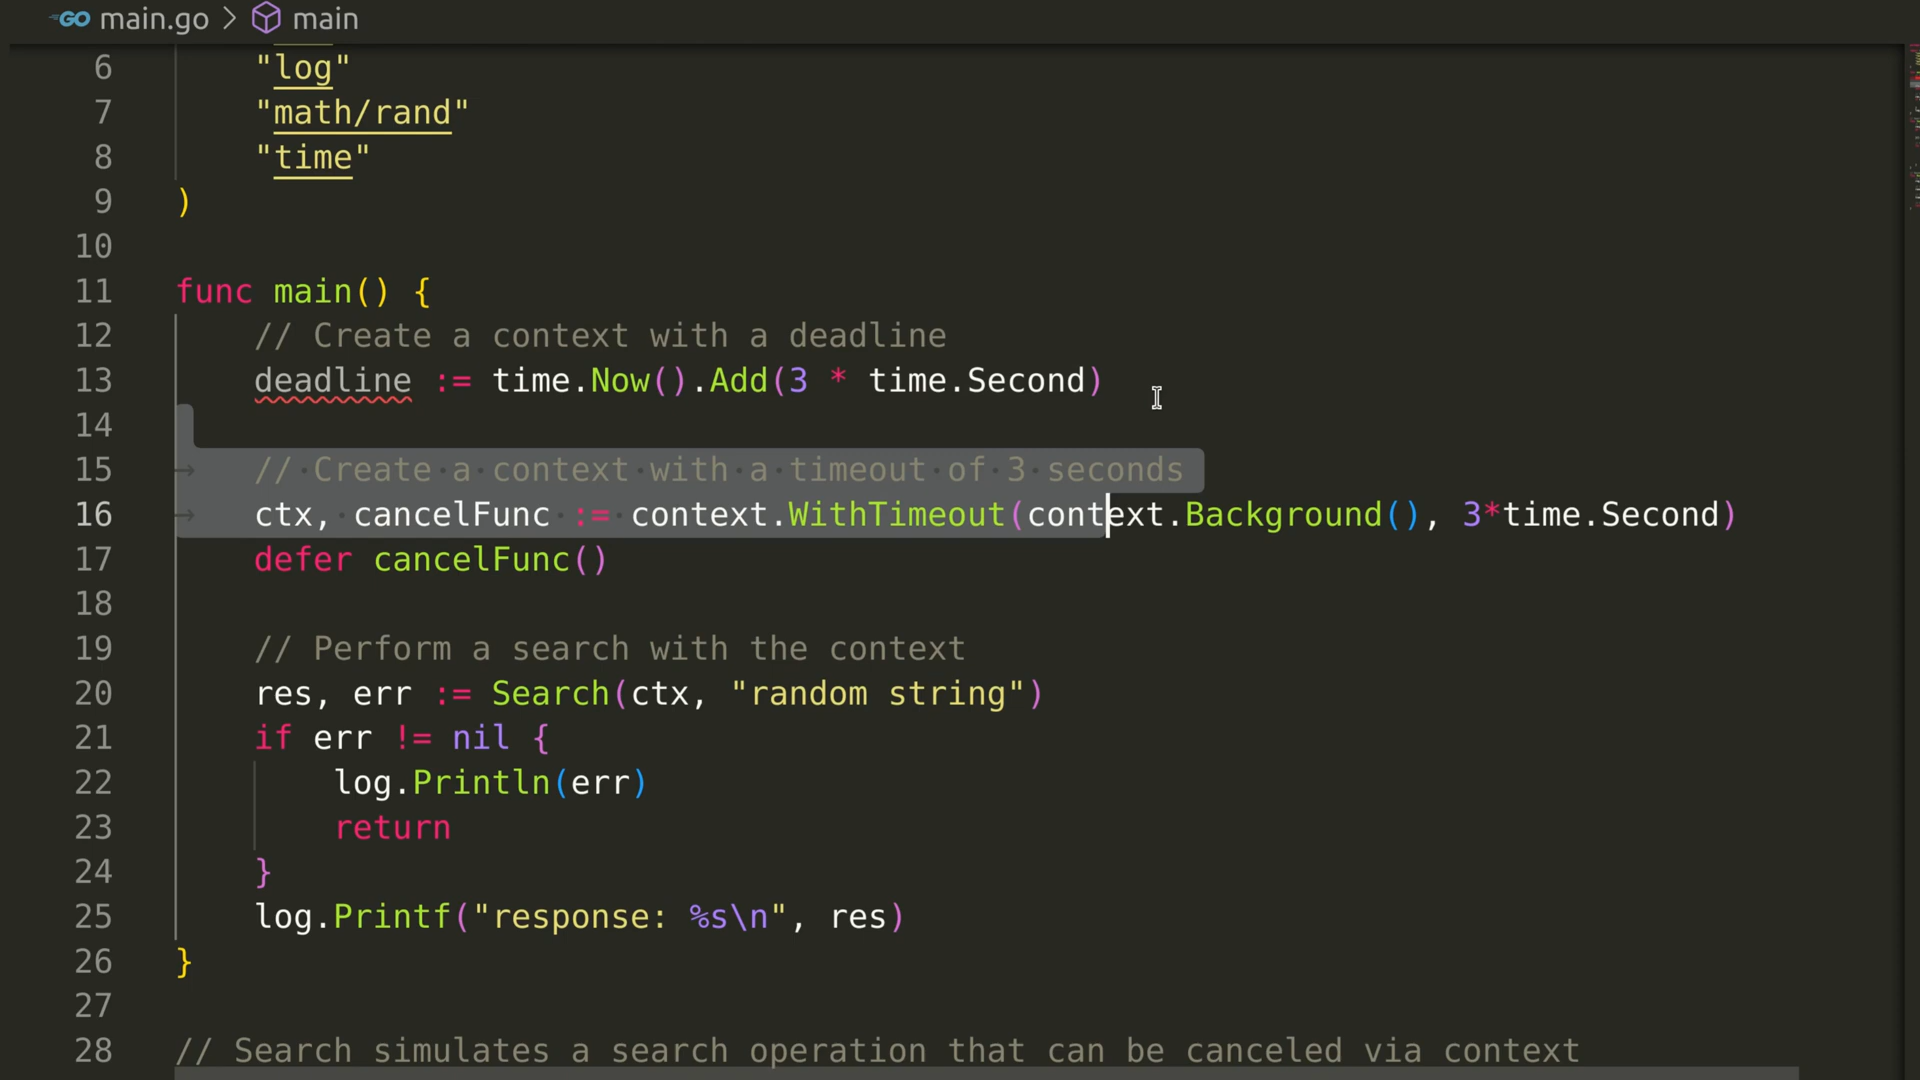 GO main.go > main
6 "log"
7 "math/rand"
8 "time"
9 )
10
11 func main() {
12 // Create a context with a deadline
13 deadline := time.Now().Add(3 * time.Second)
14
15 // Create a context with a timeout of 3 seconds
16 ctx, cancelFunc := context.WithTimeout(context.Background(), 3*time.Second)
17 defer cancelFunc()
18
19 // Perform a search with the context
20 res, err := Search(ctx, "random string")
21 if err != nil {
22 log.Println(err)
23 return
24 }
25 log.Printf("response: %s\n", res)
26 }
27
28 // Search simulates a search operation that can be canceled via context